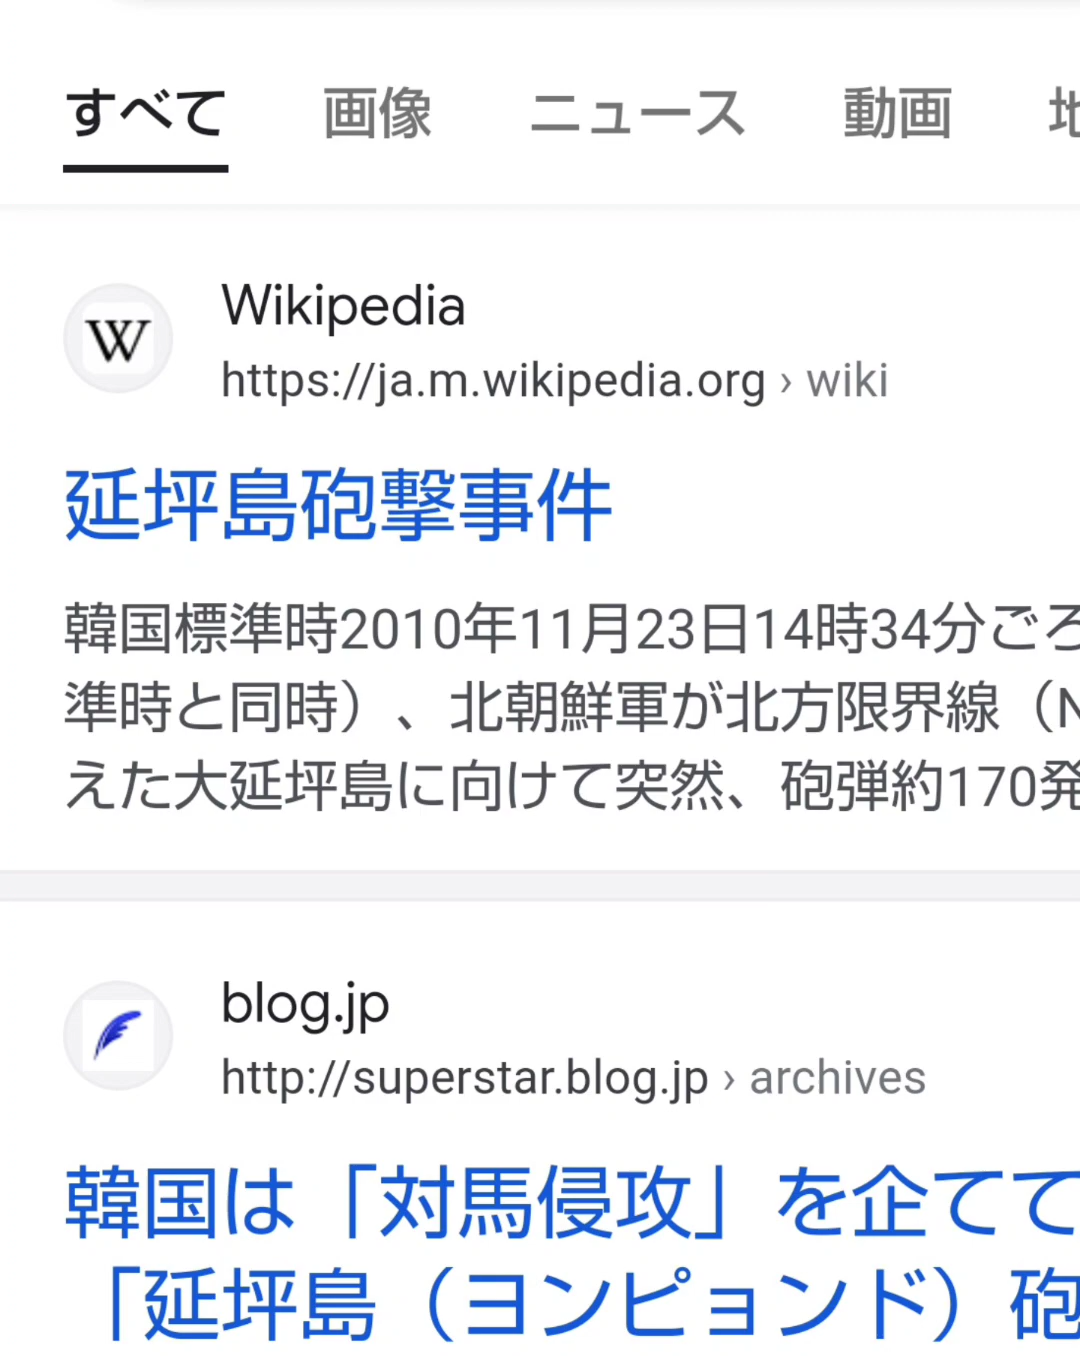 すべて 画像 ニュース 動画
Wikipedia
https://ja.m.wikipedia.org › wiki
延坪島砲撃事件
韓国標準時2010年11月23日14時34分ごろ
準時と同時）、北朝鮮軍が北方限界線（N
えた大延坪島に向けて突然、砲弾約170発
blog.jp
http://superstar.blog.jp › archives
韓国は「対馬侵攻」を企てて
「延坪島（ヨンピョンド）砲